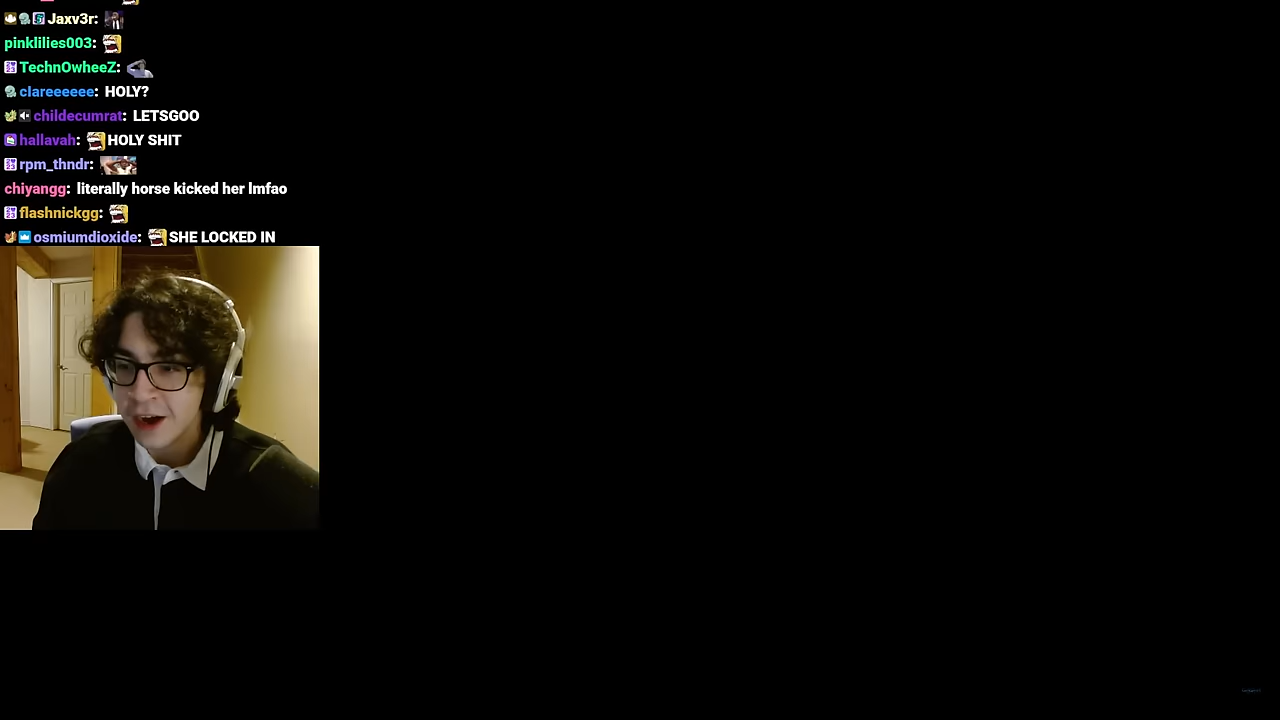 Jaxv3r:
pinklilies003:
TechnOwheeZ:
clareeeeee: HOLY?
childecumrat: LETSGOO
hallavah: HOLY SHIT
rpm_thndr:
chiyangg: literally horse kicked her lmfao
flashnickgg:
osmiumdioxide: SHE LOCKED IN